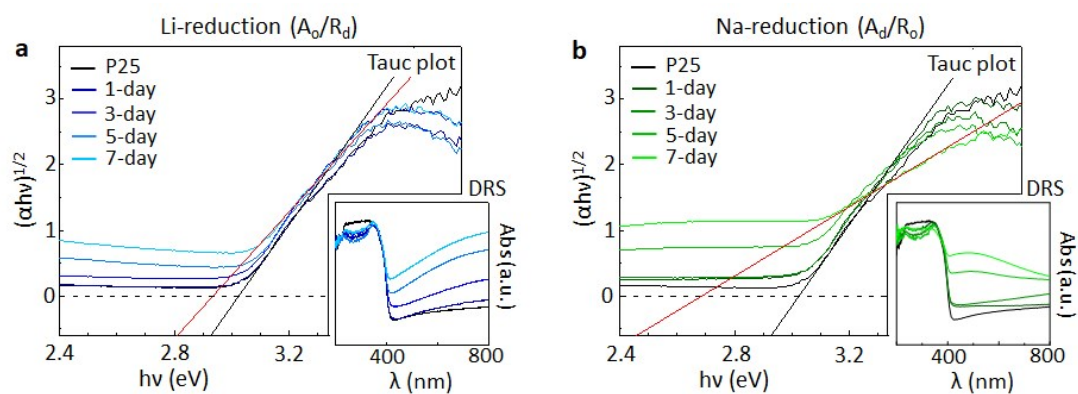 Li-reduction (Aₒ/R_d)
a
Tauc plot
P25
1-day
3-day
5-day
7-day
(αhν)^1/2
3
2
1
0
2.4
2.8
3.2
hν (eV)
DRS
Abs(a.u.)
400
800
λ (nm)
Na-reduction (A_d/Rₒ)
b
Tauc plot
P25
1-day
3-day
5-day
7-day
(αhν)^1/2
3
2
1
0
2.4
2.8
3.2
hν (eV)
DRS
Abs(a.u.)
400
800
λ (nm)